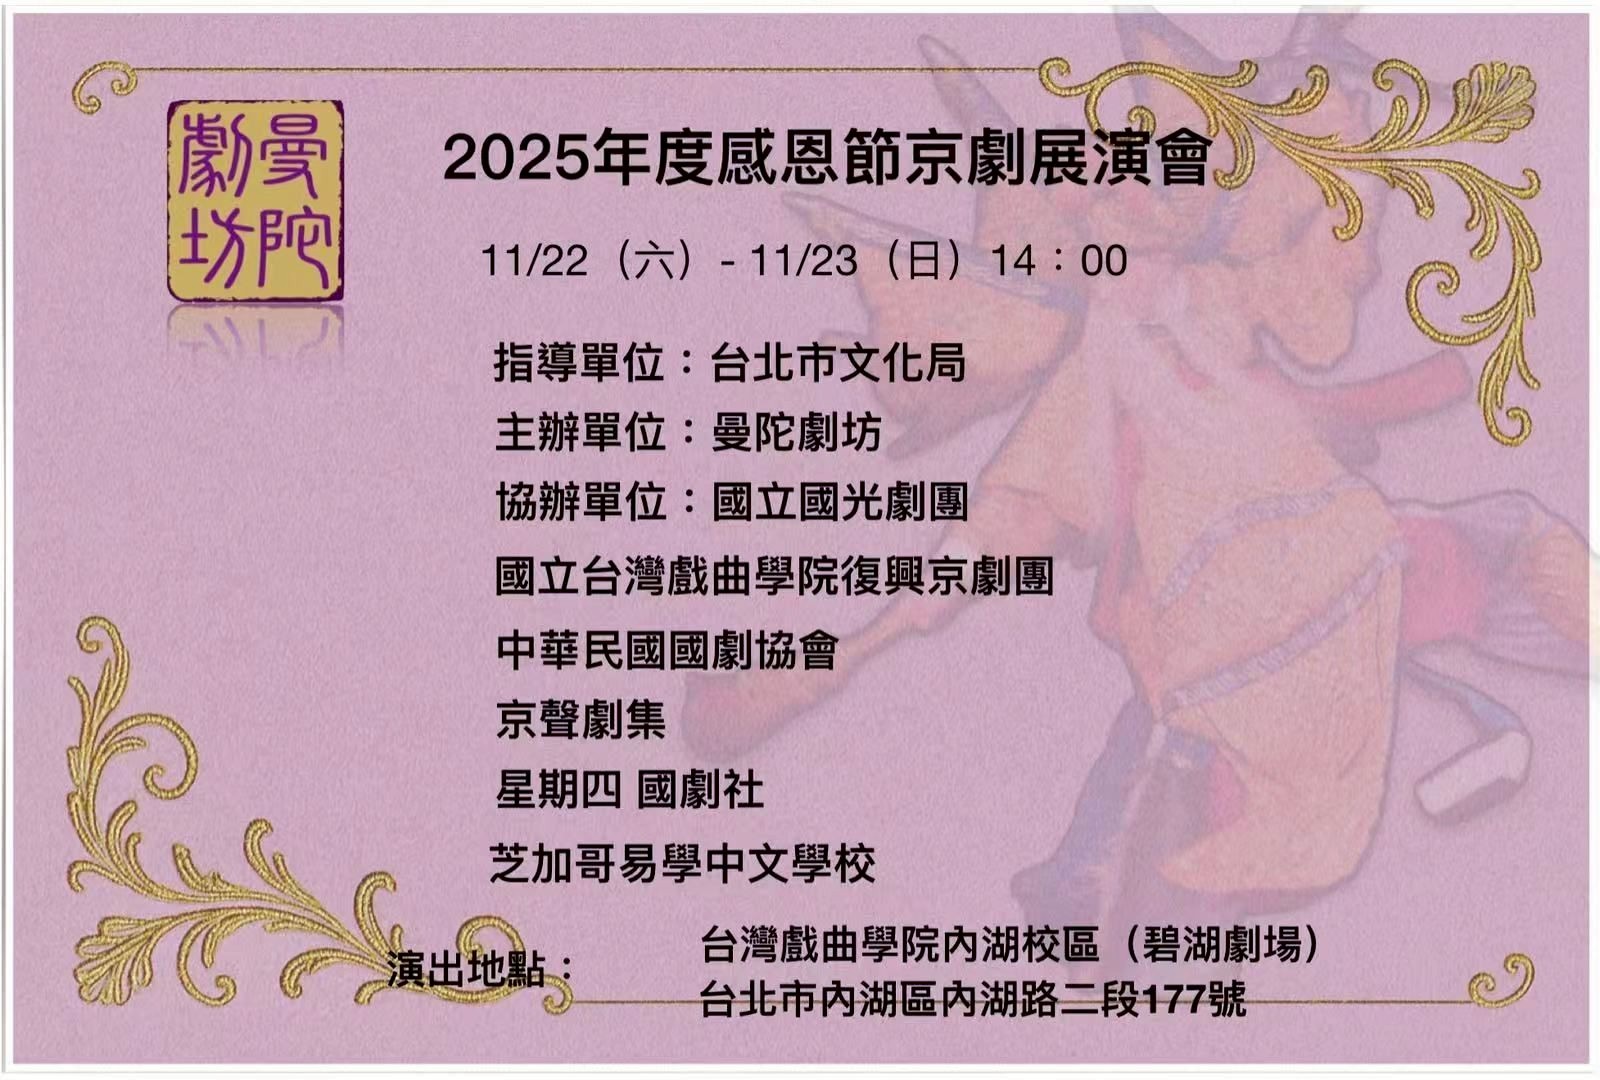 曼陀劇坊
2025年度感恩節京劇展演會
11/22（六）- 11/23（日）14：00
指導單位：台北市文化局
主辦單位：曼陀劇坊
協辦單位：國立國光劇團
國立台灣戲曲學院復興京劇團
中華民國國劇協會
京聲劇集
星期四 國劇社
芝加哥易學中文學校
演出地點：
台灣戲曲學院內湖校區（碧湖劇場）
台北市內湖區內湖路二段177號